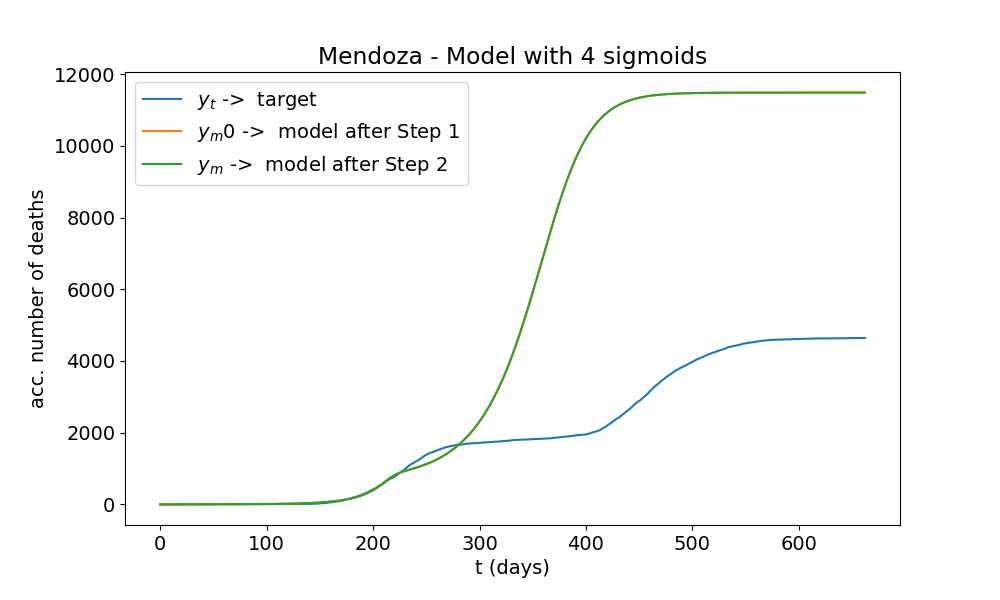 Mendoza - Model with 4 sigmoids
12000
10000
8000
6000
4000
2000
0
acc. number of deaths
y_t -> target
y_m0 -> model after Step 1
y_m -> model after Step 2
0 100 200 300 400 500 600
t (days)